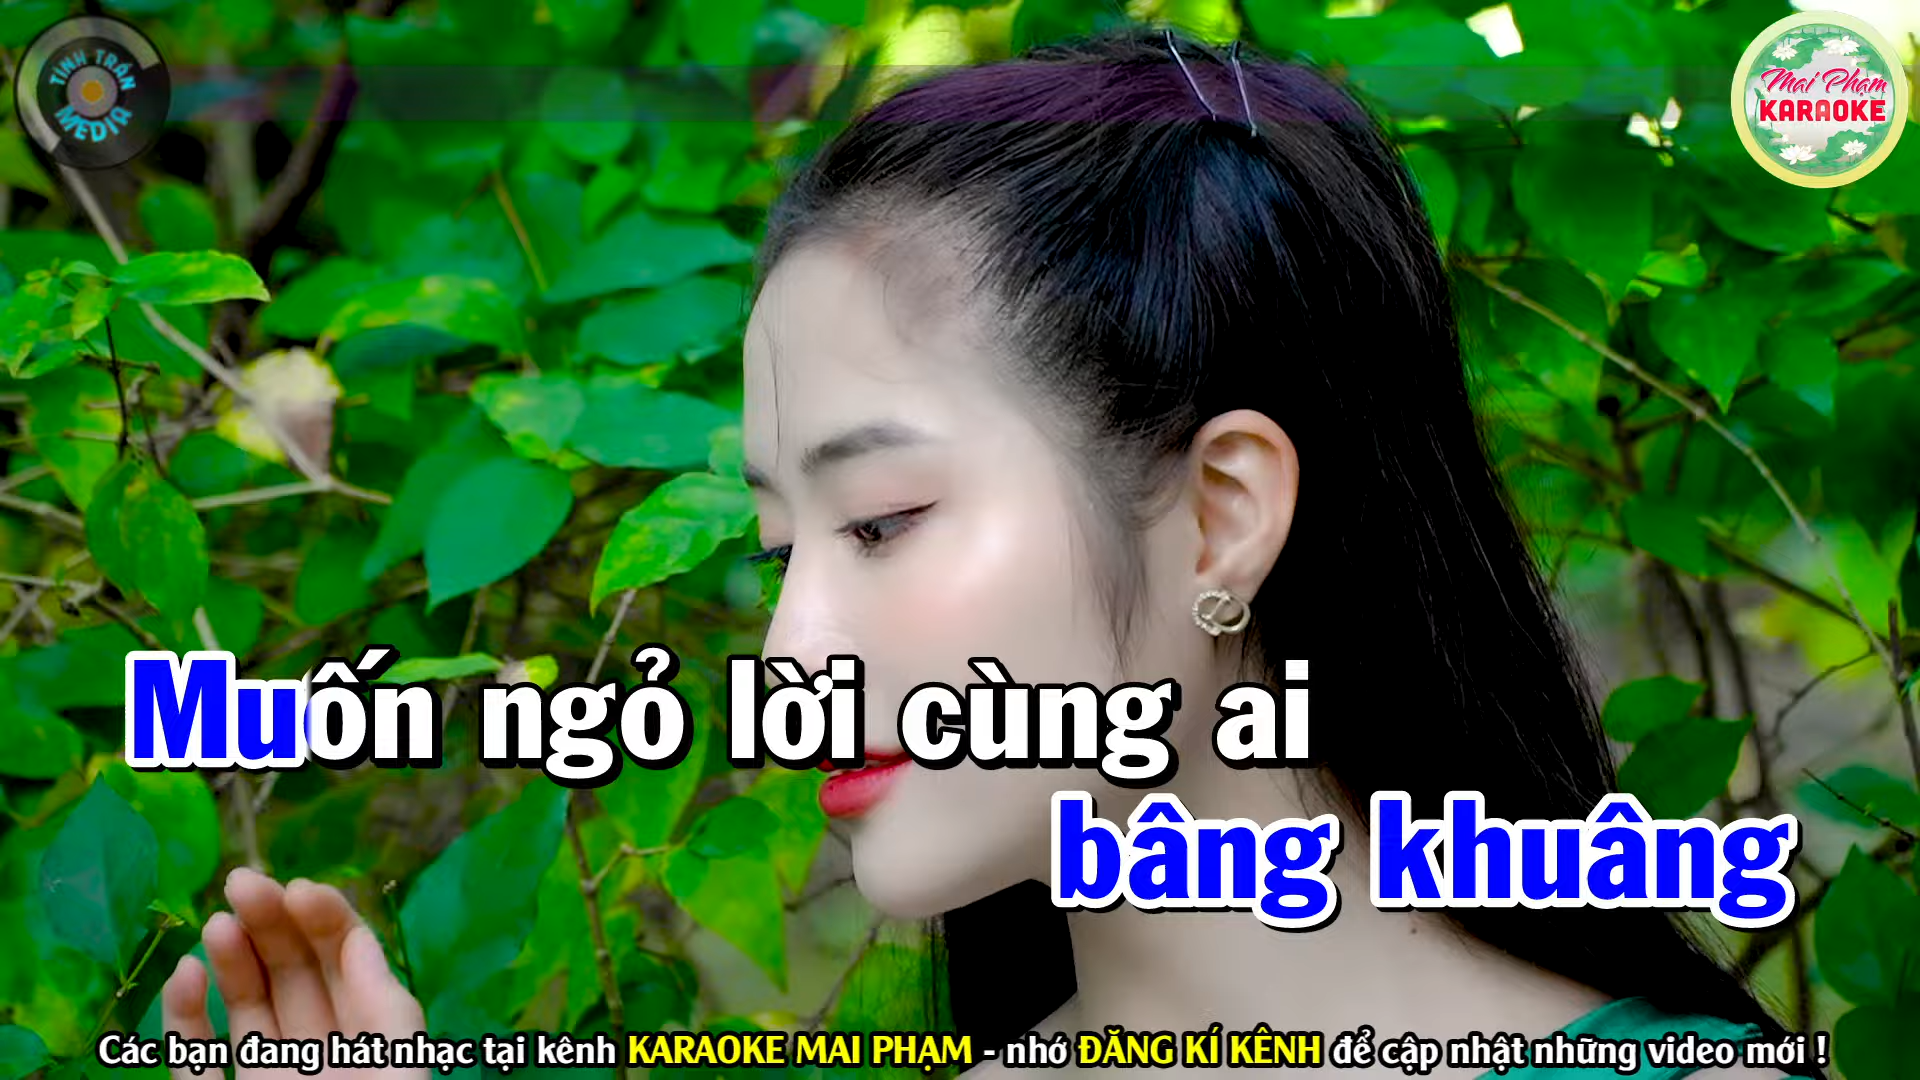 TÌNH TRẦN
MEDIA
Mai Phạm
KARAOKE
Muốn ngỏ lời cùng ai
bâng khuâng
Các bạn đang hát nhạc tại kênh KARAOKE MAI PHẠM - nhớ ĐĂNG KÍ KÊNH để cập nhật những video mới !